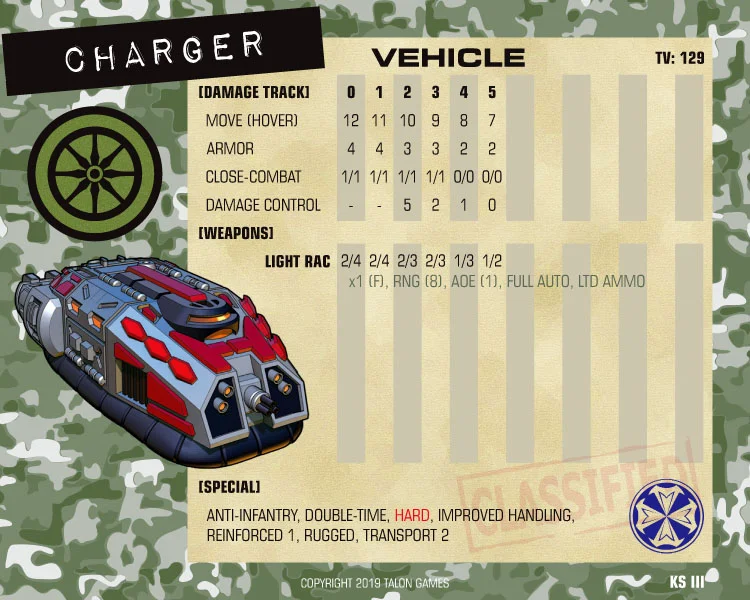 CHARGER
VEHICLE
TV: 129
[DAMAGE TRACK] 0 1 2 3 4 5
MOVE (HOVER) 12 11 10 9 8 7
ARMOR 4 4 3 3 2 2
CLOSE-COMBAT 1/1 1/1 1/1 1/1 0/0 0/0
DAMAGE CONTROL - - 5 2 1 0
[WEAPONS]
LIGHT RAC 2/4 2/4 2/3 2/3 1/3 1/2
x1 (F), RNG (8), AOE (1), FULL AUTO, LTD AMMO
CLASSIFIED
[SPECIAL]
ANTI-INFANTRY, DOUBLE-TIME, HARD, IMPROVED HANDLING,
REINFORCED 1, RUGGED, TRANSPORT 2
COPYRIGHT 2019 TALON GAMES
KS III